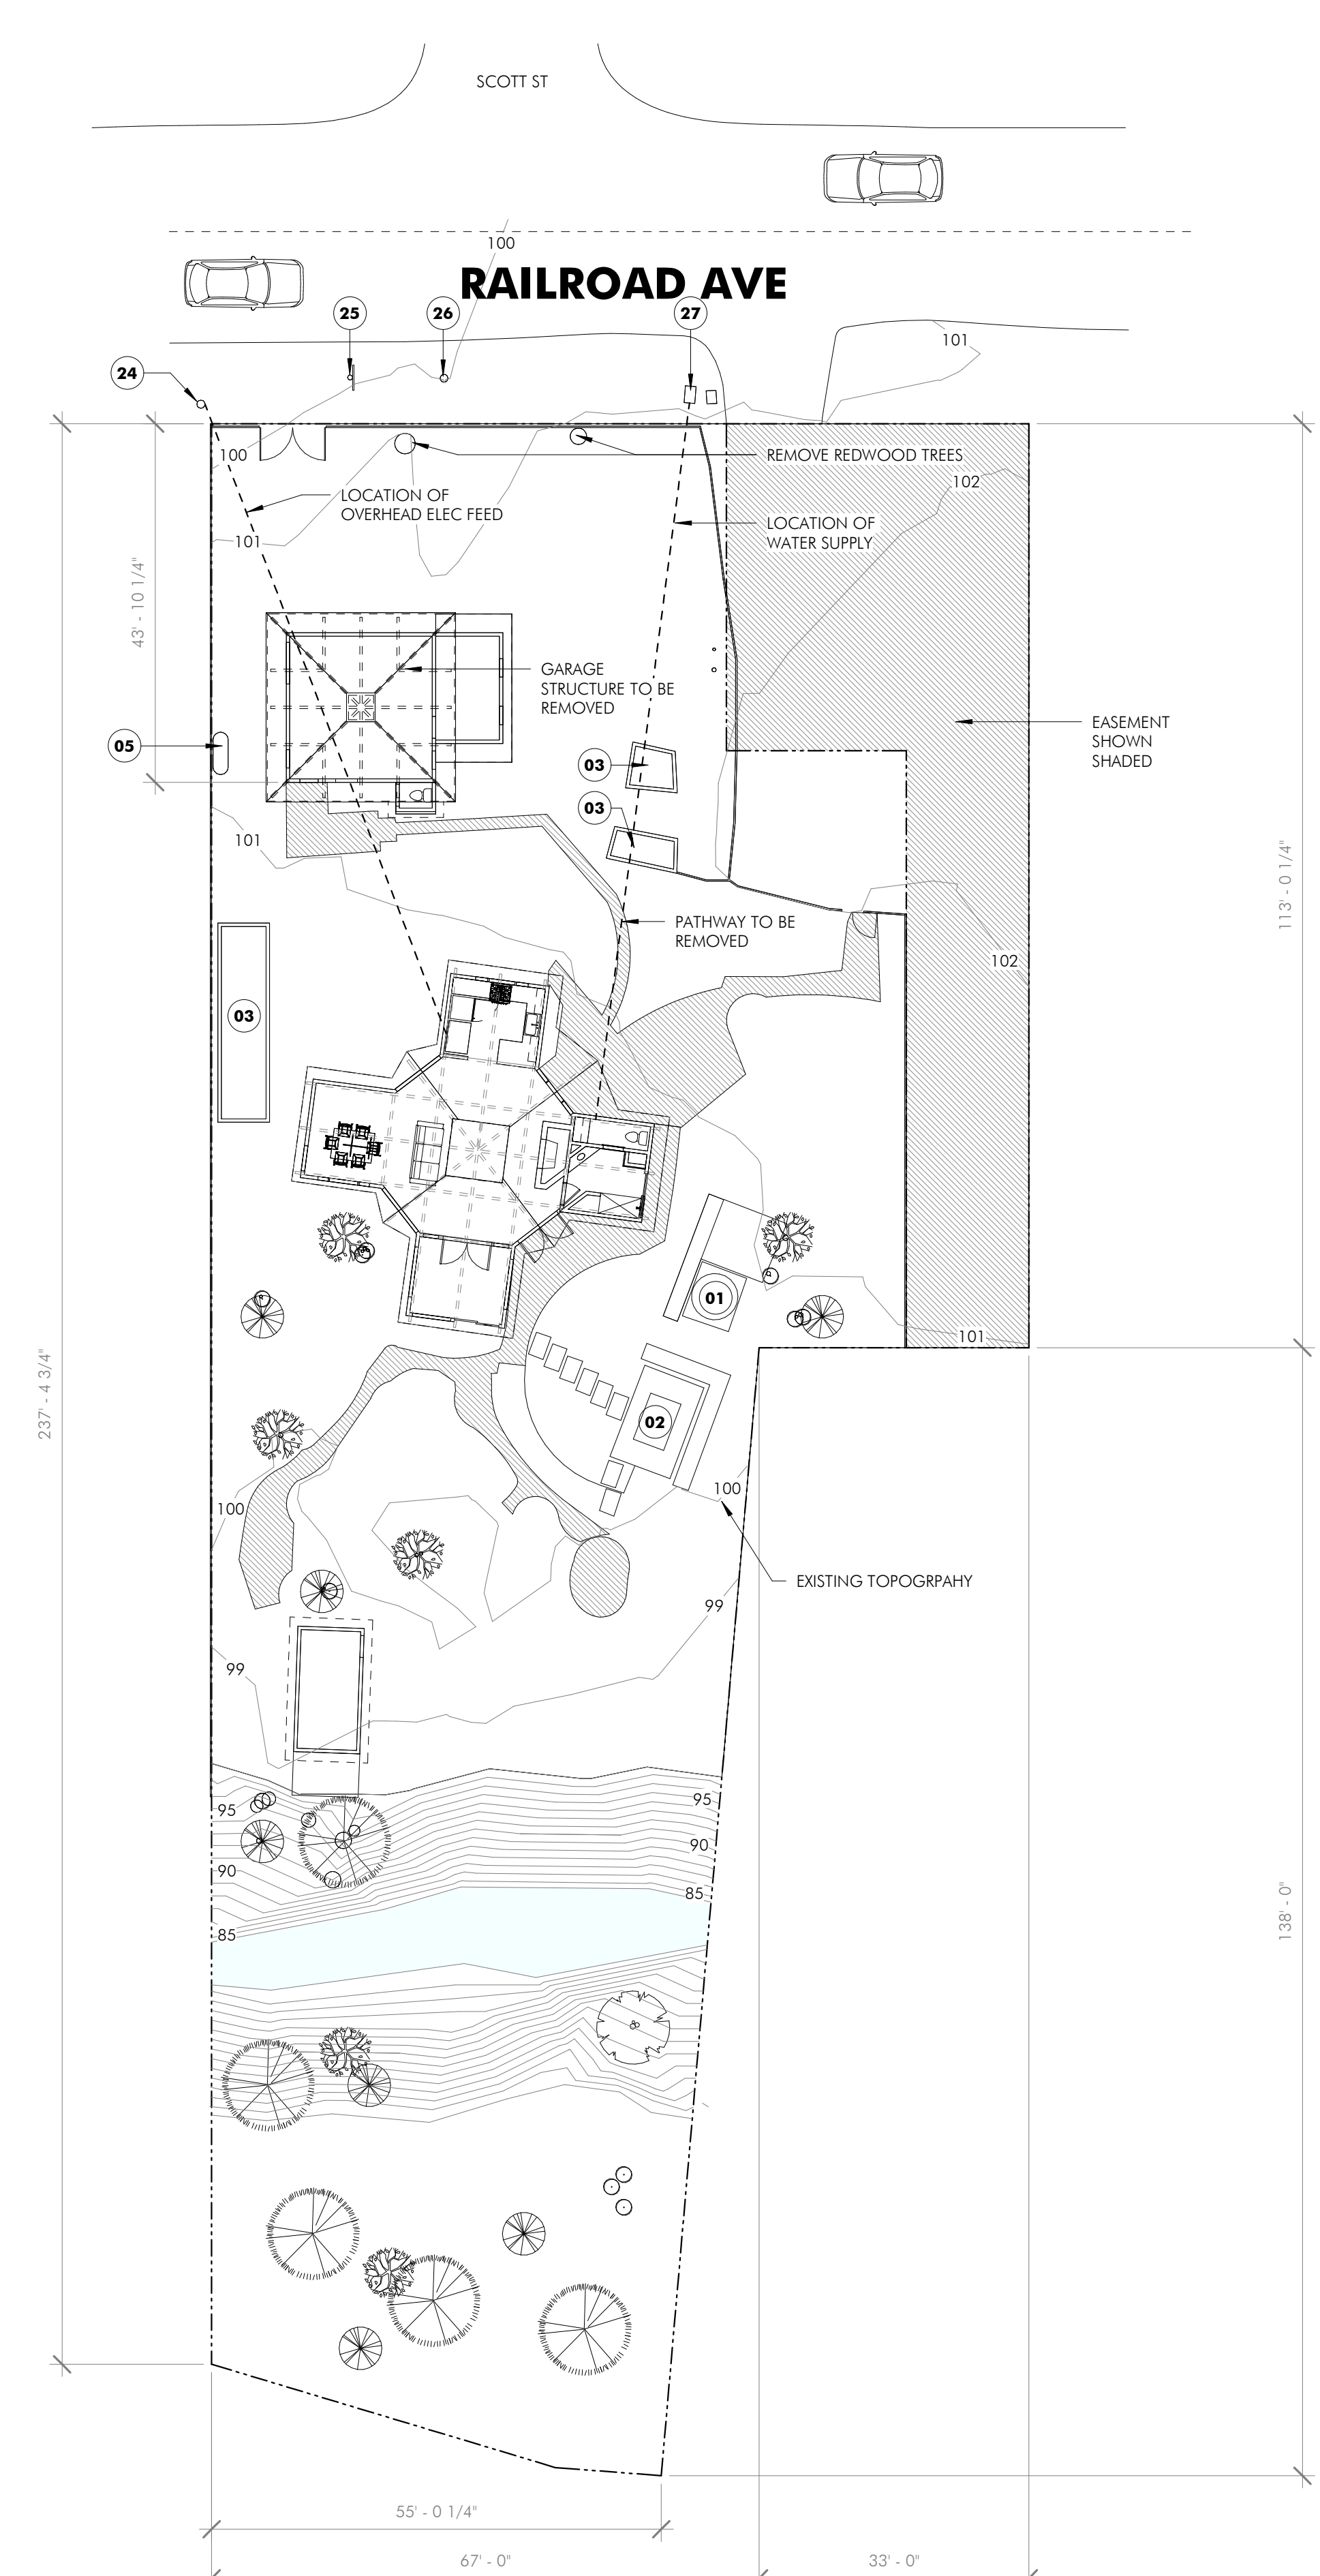 SCOTT ST
100
RAILROAD AVE
25
26
27
101
24
100
REMOVE REDWOOD TREES
102
LOCATION OF
OVERHEAD ELEC FEED
LOCATION OF
WATER SUPPLY
101
43' - 10 1/4"
GARAGE
STRUCTURE TO BE
REMOVED
EASEMENT
SHOWN
SHADED
05
03
03
101
113' - 0 1/4"
PATHWAY TO BE
REMOVED
102
03
01
101
237' - 4 3/4"
02
100
100
EXISTING TOPOGRPAHY
99
99
95
95
90
90
85
85
138' - 0"
55' - 0 1/4"
67' - 0"
33' - 0"